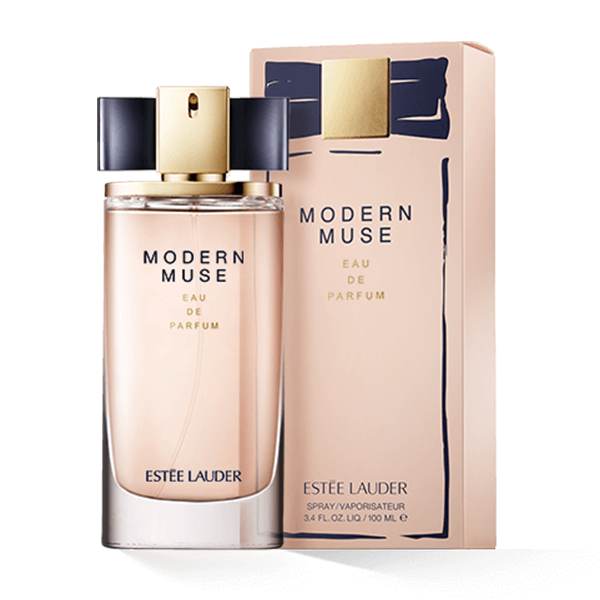 MODERN
MUSE
EAU
DE
PARFUM
ESTĒE LAUDER
MODERN
MUSE
EAU
DE
PARFUM
ESTĒE LAUDER
SPRAY/VAPORISATEUR
3.4 FL.OZ.LIQ./100 ML ℮